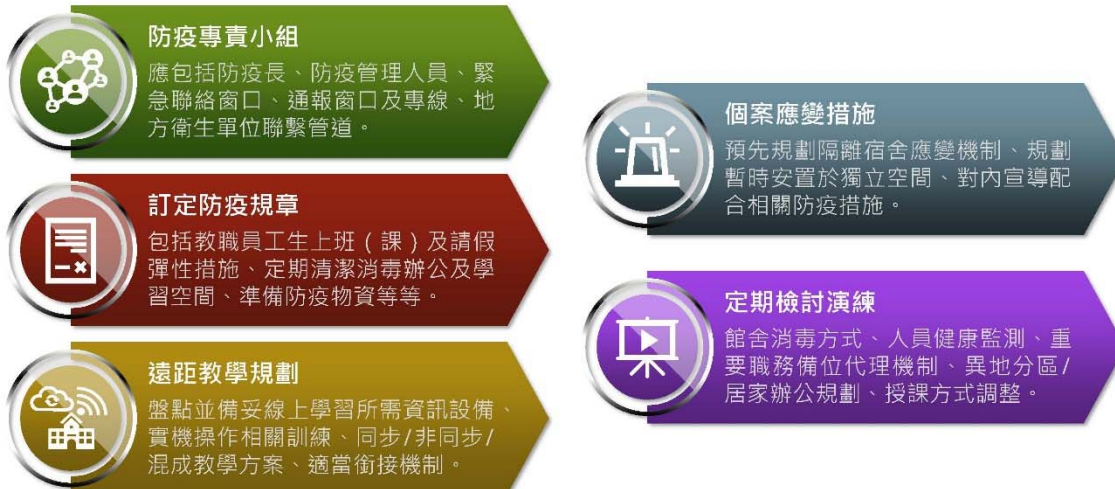 防疫專責小組
應包括防疫長、防疫管理人員、緊
急聯絡窗口、通報窗口及專線、地
方衛生單位聯繫管道。
訂定防疫規章
包括教職員工生上班（課）及請假
彈性措施、定期清潔消毒辦公及學
習空間、準備防疫物資等等。
遠距教學規劃
盤點並備妥線上學習所需資訊設備、
實機操作相關訓練、同步/非同步/
混成教學方案、適當銜接機制。
個案應變措施
預先規劃隔離宿舍應變機制、規劃
暫時安置於獨立空間、對內宣導配
合相關防疫措施。
定期檢討演練
館舍消毒方式、人員健康監測、重
要職務備位代理機制、異地分區/
居家辦公規劃、授課方式調整。